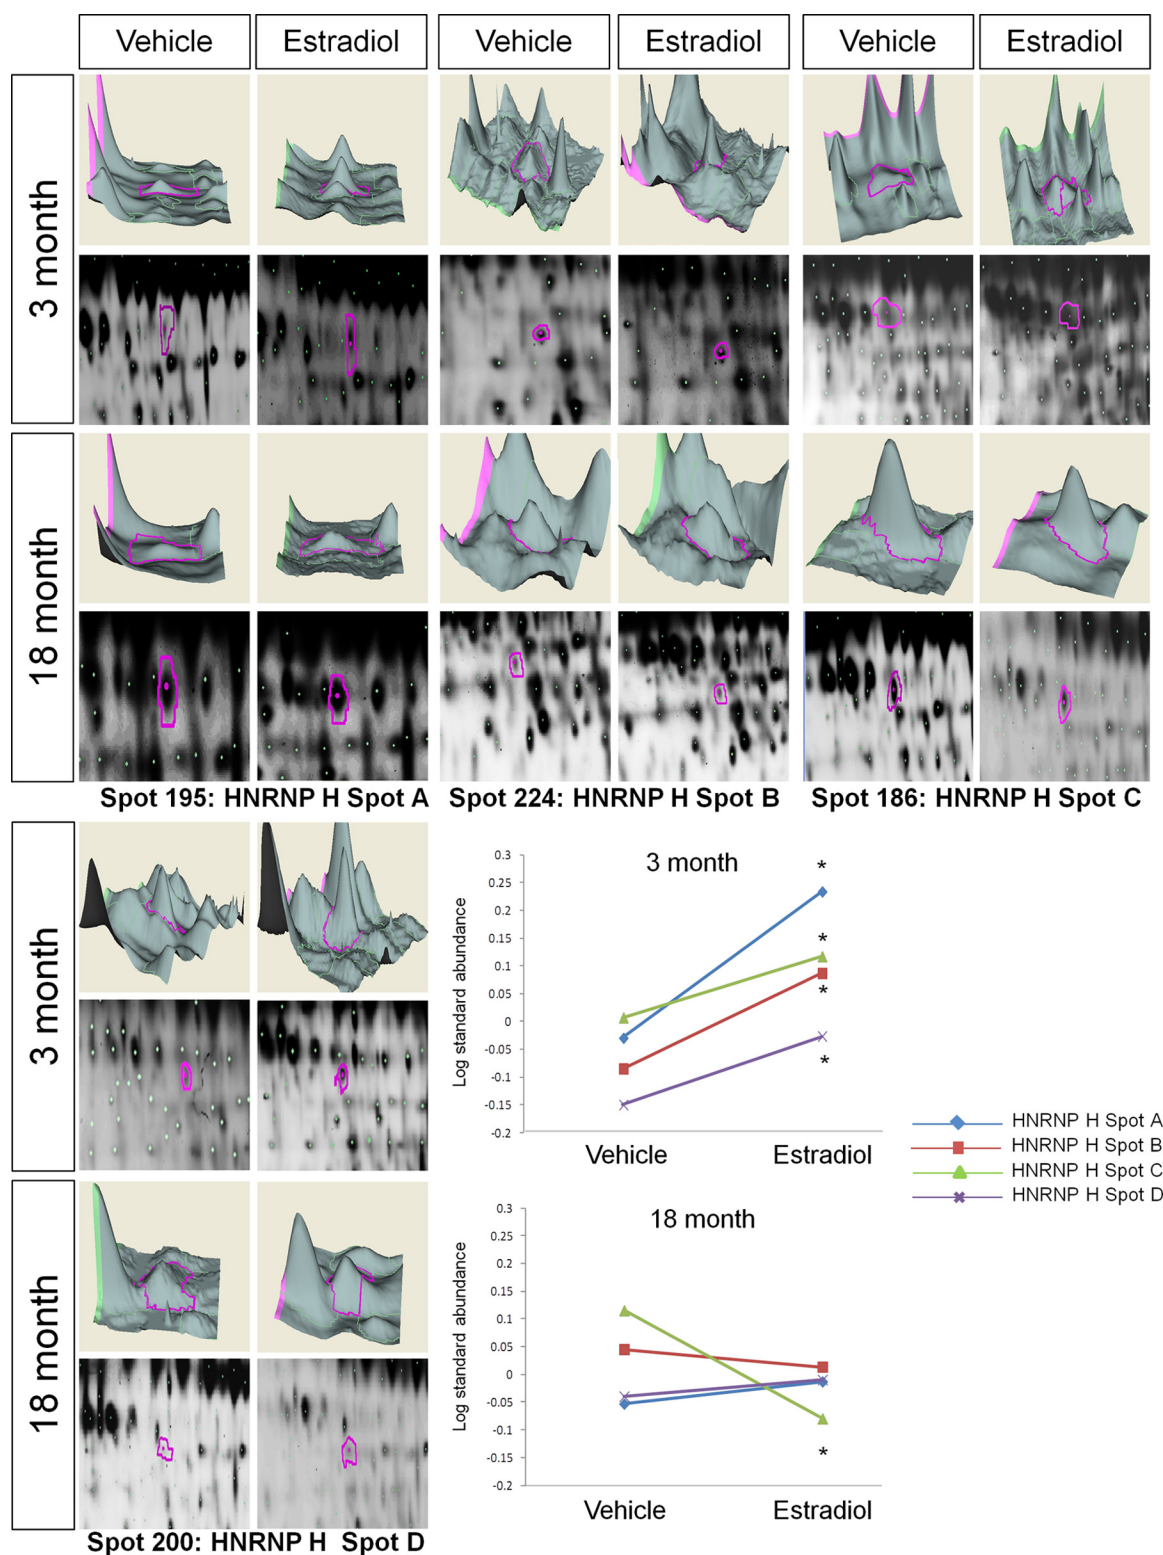 Vehicle Estradiol Vehicle Estradiol Vehicle Estradiol
3 month
18 month
Spot 195: HNRNP H Spot A Spot 224: HNRNP H Spot B Spot 186: HNRNP H Spot C
3 month
18 month
Spot 200: HNRNP H Spot D
3 month
Log standard abundance
0.3
0.25
0.2
0.15
0.1
0.05
0
-0.05
-0.1
-0.15
-0.2
*
*
*
*
Vehicle Estradiol
HNRNP H Spot A
HNRNP H Spot B
HNRNP H Spot C
HNRNP H Spot D
18 month
Log standard abundance
0.3
0.25
0.2
0.15
0.1
0.05
0
-0.05
-0.1
-0.15
-0.2
*
Vehicle Estradiol